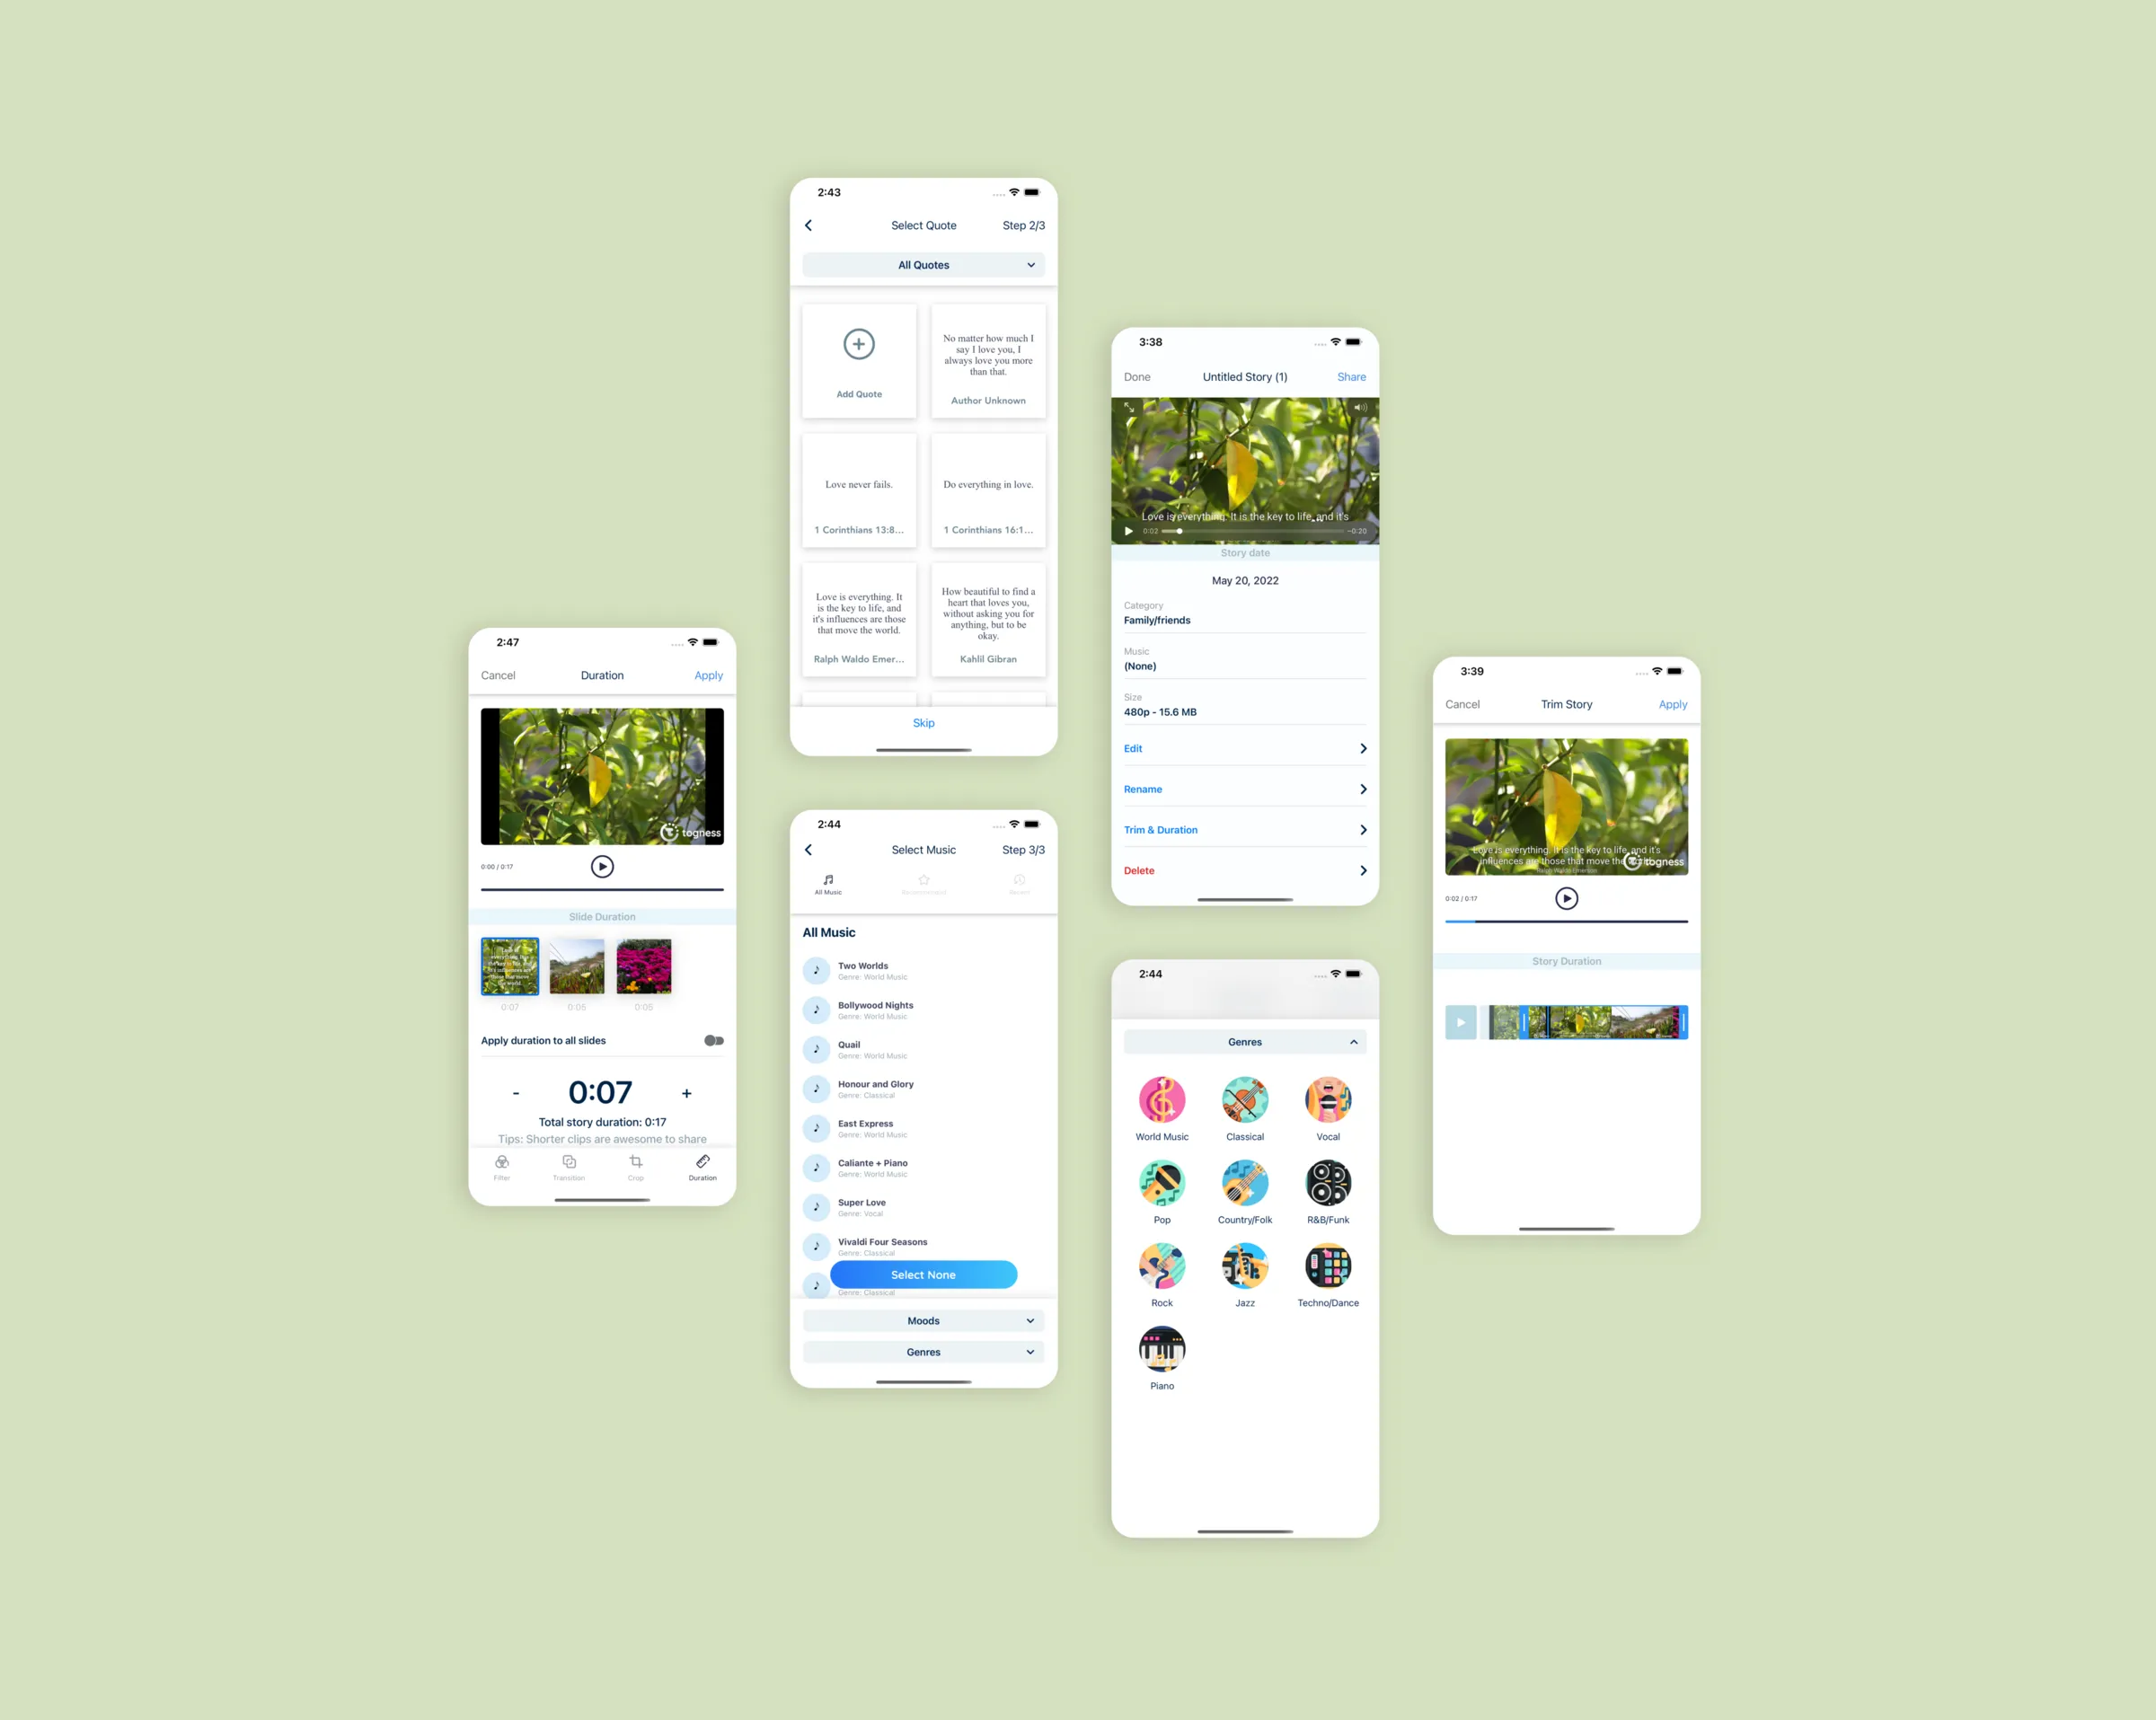 2:47
Cancel Duration Apply
togness
0:00 / 0:17
Slide Duration
0:07 0:06 0:05
Apply duration to all slides
- 0:07 +
Total story duration: 0:17
Tips: Shorter clips are awesome to share
Filter Transition Crop Duration
2:43
Select Quote Step 2/3
All Quotes
Add Quote
No matter how much I
say I love you, I
always love you more
than that.
Author Unknown
Love never fails.
1 Corinthians 13:8...
Do everything in love.
1 Corinthians 16:1...
Love is everything. It
is the key to life, and
it's influences are those
that move the world.
Ralph Waldo Emer...
How beautiful to find a
heart that loves you,
without asking you for
anything, but to be
okay.
Kahlil Gibran
Skip
2:44
Select Music Step 3/3
All Music Recommended Recent
All Music
Two Worlds
Genre: World Music
Bollywood Nights
Genre: World Music
Quail
Genre: World Music
Honour and Glory
Genre: Classical
East Express
Genre: World Music
Caliante + Piano
Genre: World Music
Super Love
Genre: Vocal
Vivaldi Four Seasons
Genre: Classical
Select None
Genre: Classical
Moods
Genres
3:38
Done Untitled Story (1) Share
Love is everything. It is the key to life, and it's
0:02 -0:20
Story date
May 20, 2022
Category
Family/friends
Music
(None)
Size
480p - 15.6 MB
Edit
Rename
Trim & Duration
Delete
2:44
Genres
World Music Classical Vocal
Pop Country/Folk R&B/Funk
Rock Jazz Techno/Dance
Piano
3:39
Cancel Trim Story Apply
Love is everything. It is the key to life, and it's
influences are those that move the
togness
Ralph Waldo Emerson
0:02 / 0:17
Story Duration